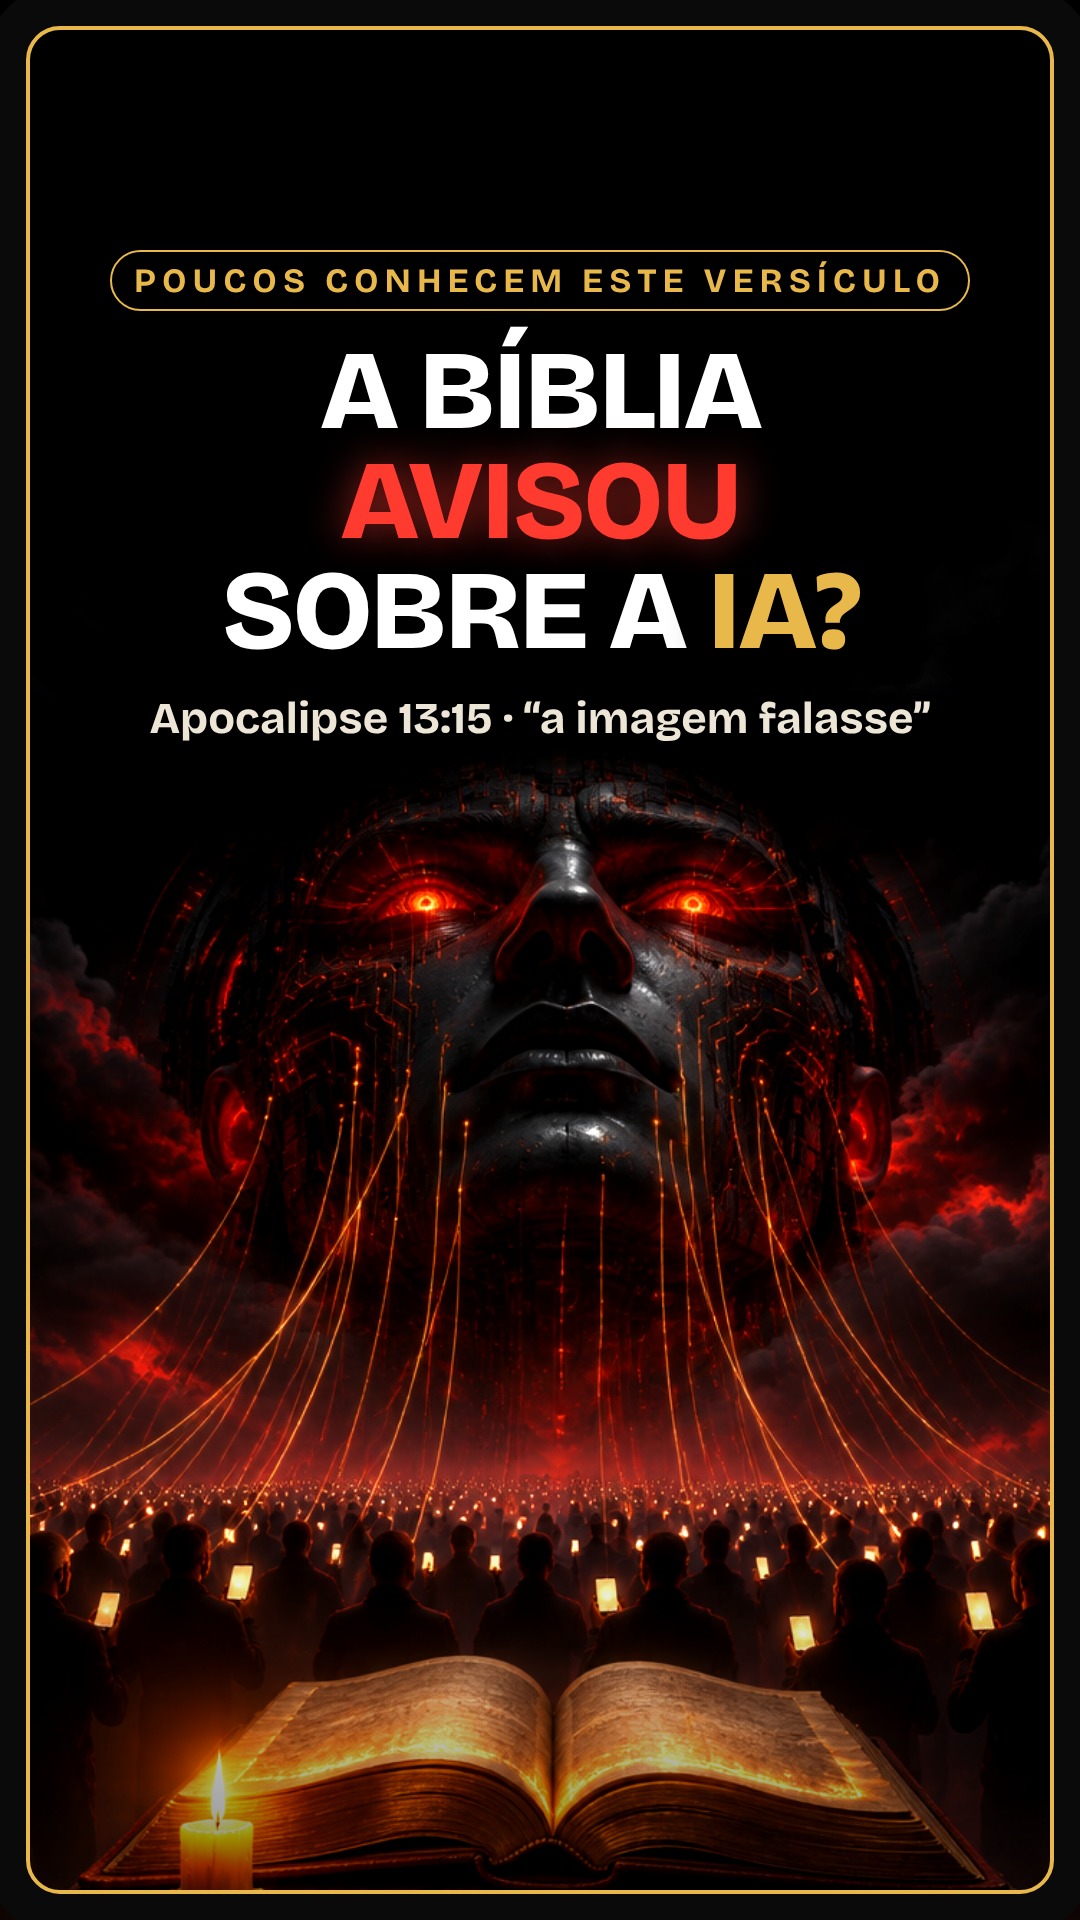 POUCOS CONHECEM ESTE VERSÍCULO
A BÍBLIA
AVISOU
SOBRE A IA?
Apocalipse 13:15 · “a imagem falasse”